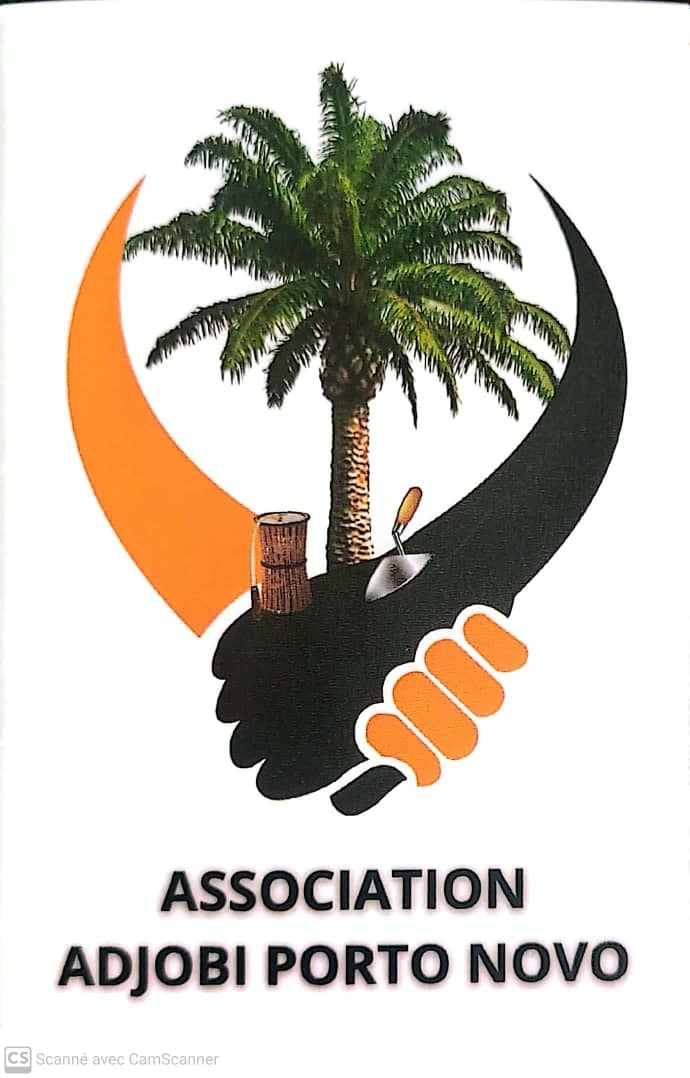 ASSOCIATION
ADJOBI PORTO NOVO
CS Scanné avec CamScanner